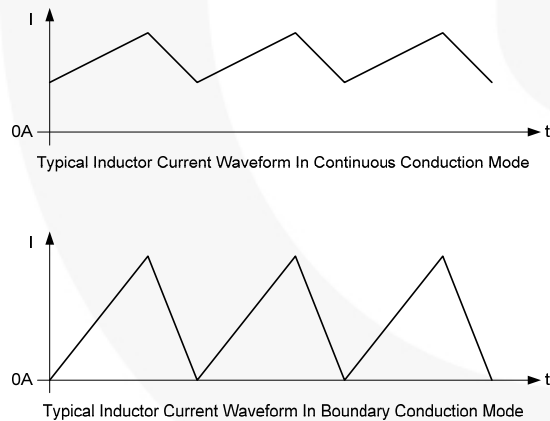 I
0A
t
Typical Inductor Current Waveform In Continuous Conduction Mode
I
0A
t
Typical Inductor Current Waveform In Boundary Conduction Mode